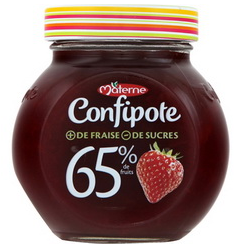 Materne
Confipote
+ DE FRAISE - DE SUCRES
65%
de fruits